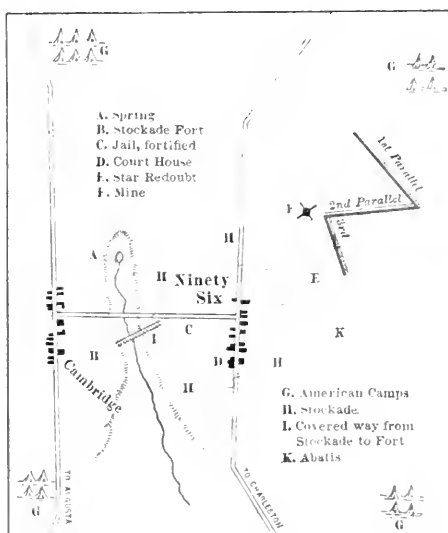 G
G
A. Spring
B. Stockade Fort
C. Jail, fortified
D. Court House
E. Star Redoubt
F. Mine
1st Parallel
2nd Parallel
3rd
F
H
A
H
Ninety
Six
E
C
I
K
B
D
H
Cambridge
H
G. American Camps
H. Stockade
I. Covered way from
Stockade to Fort
K. Abatis
TO AUGUSTA
TO CHARLESTON
G
G